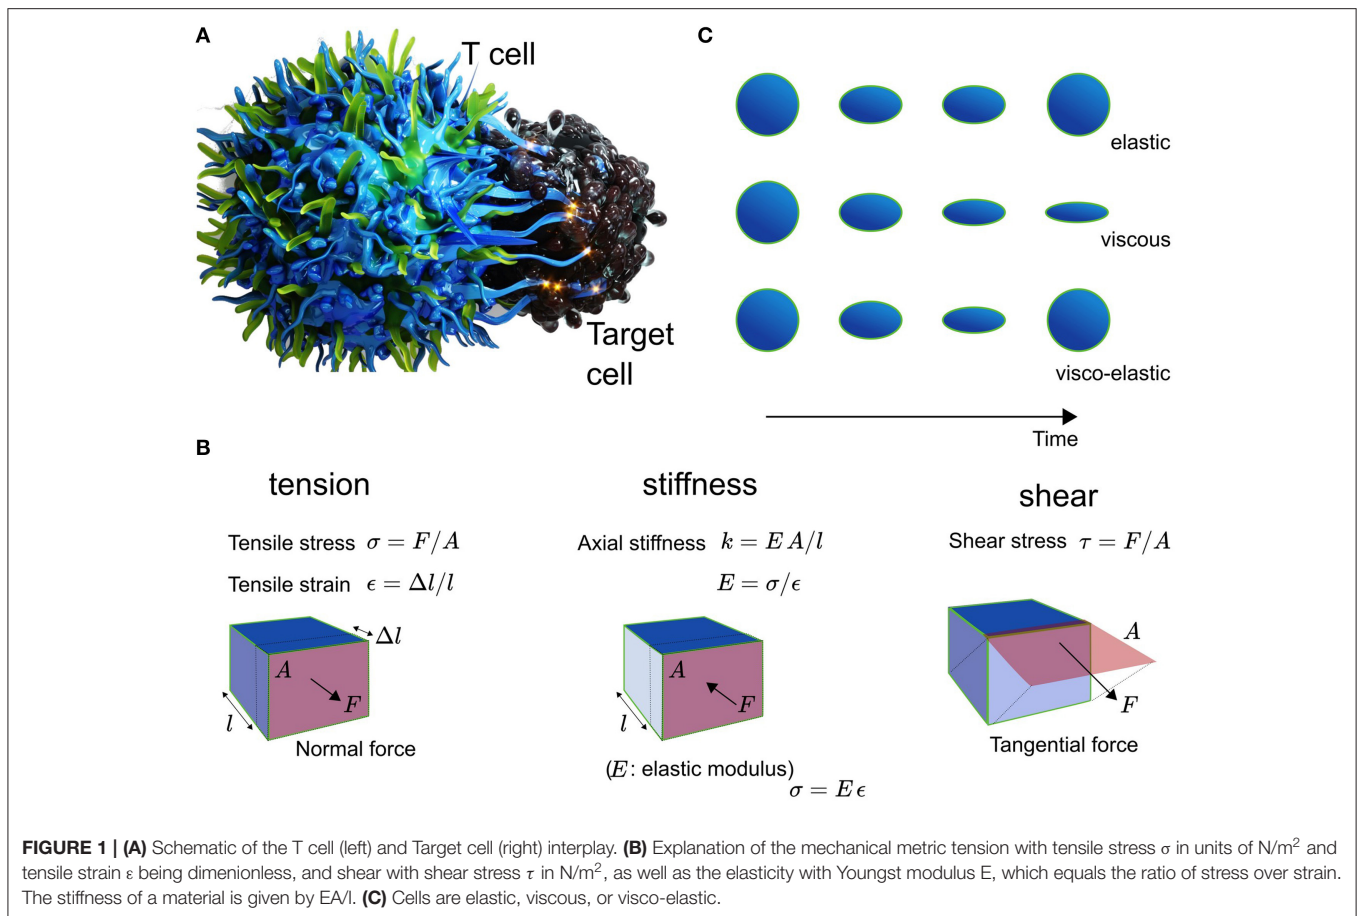 A
T cell
Target
cell
C
elastic
viscous
visco-elastic
Time
B
tension
Tensile stress σ = F/A
Tensile strain ϵ = Δl/l
Δl
A
F
l
Normal force
stiffness
Axial stiffness k = E A/l
E = σ/ϵ
A
F
l
(E: elastic modulus)
σ = E ϵ
shear
Shear stress τ = F/A
A
F
Tangential force
FIGURE 1 | (A) Schematic of the T cell (left) and Target cell (right) interplay. (B) Explanation of the mechanical metric tension with tensile stress σ in units of N/m² and
tensile strain ε being dimenionless, and shear with shear stress τ in N/m², as well as the elasticity with Youngst modulus E, which equals the ratio of stress over strain.
The stiffness of a material is given by EA/l. (C) Cells are elastic, viscous, or visco-elastic.